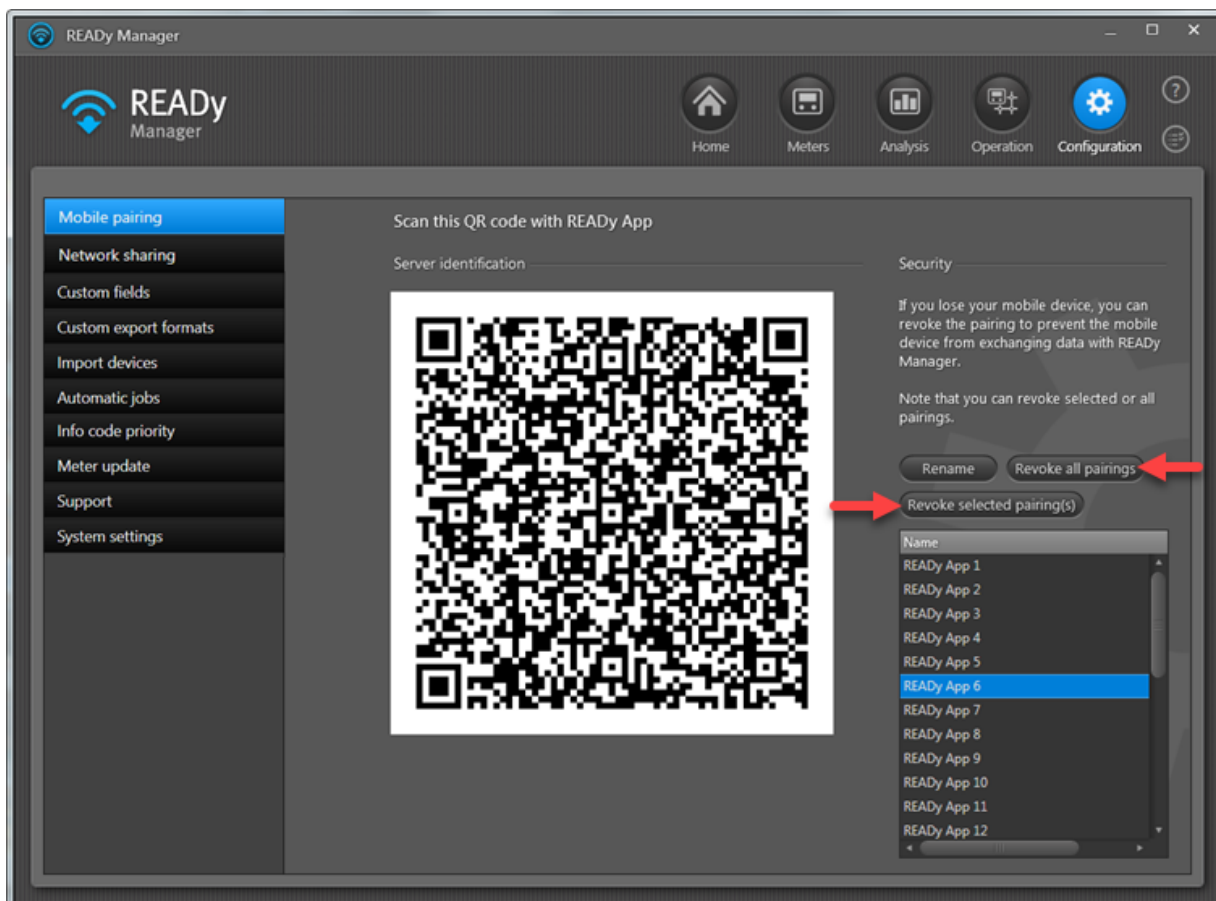 READy Manager
READy
Manager
Home
Meters
Analysis
Operation
Configuration
?
Mobile pairing
Network sharing
Custom fields
Custom export formats
Import devices
Automatic jobs
Info code priority
Meter update
Support
System settings
Scan this QR code with READy App
Server identification
Security
If you lose your mobile device, you can
revoke the pairing to prevent the mobile
device from exchanging data with READy
Manager.
Note that you can revoke selected or all
pairings.
Rename
Revoke all pairings
Revoke selected pairing(s)
Name
READy App 1
READy App 2
READy App 3
READy App 4
READy App 5
READy App 6
READy App 7
READy App 8
READy App 9
READy App 10
READy App 11
READy App 12